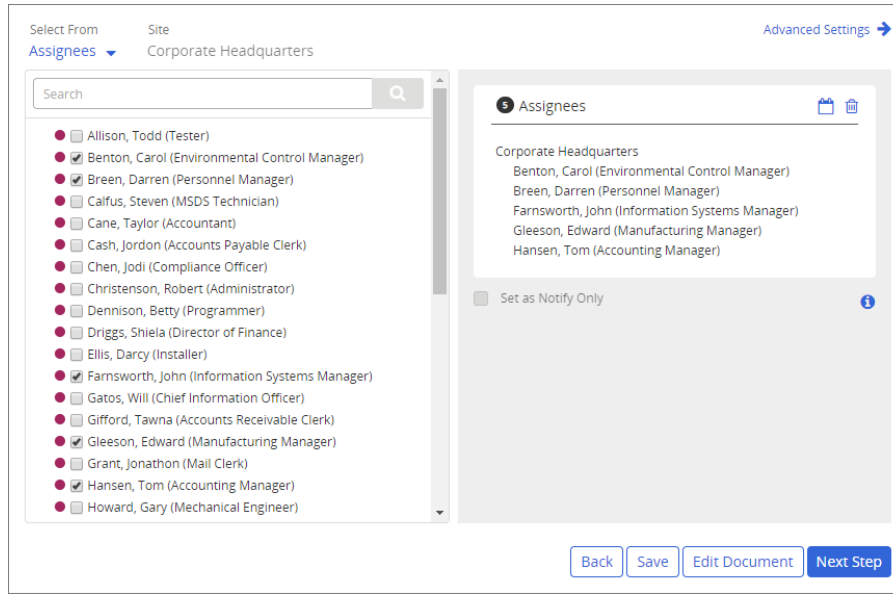 Select From
Site
Advanced Settings
Assignees
Corporate Headquarters
Search
Allison, Todd (Tester)
Benton, Carol (Environmental Control Manager)
Breen, Darren (Personnel Manager)
Calfus, Steven (MSDS Technician)
Cane, Taylor (Accountant)
Cash, Jordon (Accounts Payable Clerk)
Chen, Jodi (Compliance Officer)
Christenson, Robert (Administrator)
Dennison, Betty (Programmer)
Driggs, Shiela (Director of Finance)
Ellis, Darcy (Installer)
Farnsworth, John (Information Systems Manager)
Gatos, Will (Chief Information Officer)
Gifford, Tawna (Accounts Receivable Clerk)
Gleeson, Edward (Manufacturing Manager)
Grant, Jonathon (Mail Clerk)
Hansen, Tom (Accounting Manager)
Howard, Gary (Mechanical Engineer)
5 Assignees
Corporate Headquarters
Benton, Carol (Environmental Control Manager)
Breen, Darren (Personnel Manager)
Farnsworth, John (Information Systems Manager)
Gleeson, Edward (Manufacturing Manager)
Hansen, Tom (Accounting Manager)
Set as Notify Only
Back
Save
Edit Document
Next Step